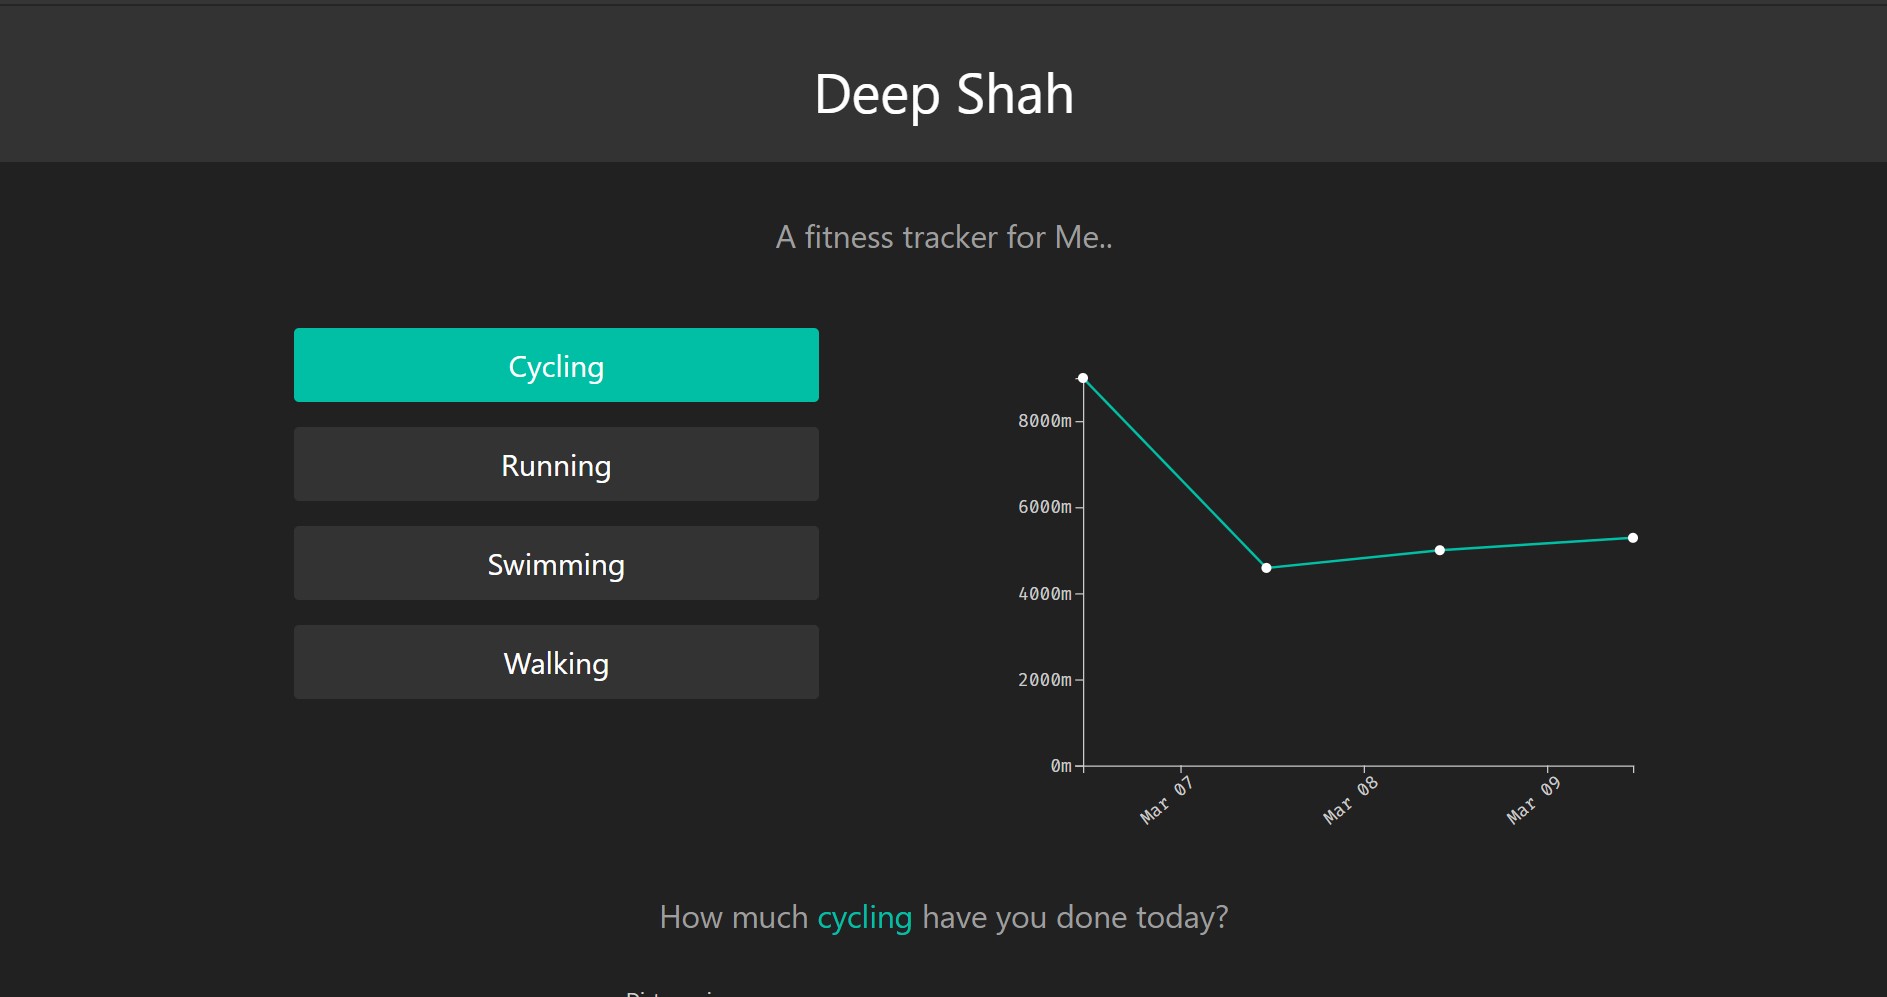 Deep Shah
A fitness tracker for Me..
Cycling
Running
Swimming
Walking
8000m
6000m
4000m
2000m
0m
Mar 07
Mar 08
Mar 09
How much cycling have you done today?